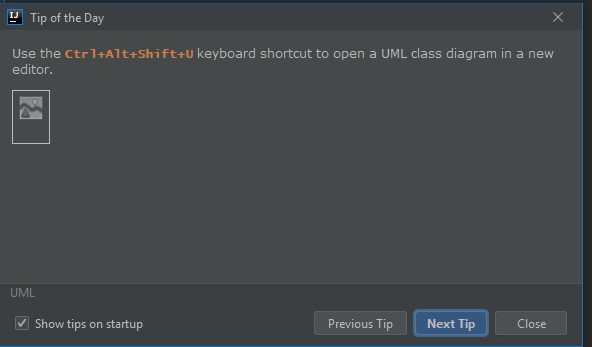 IJ
Tip of the Day
Use the Ctrl+Alt+Shift+U keyboard shortcut to open a UML class diagram in a new
editor.
UML
Show tips on startup
Previous Tip
Next Tip
Close